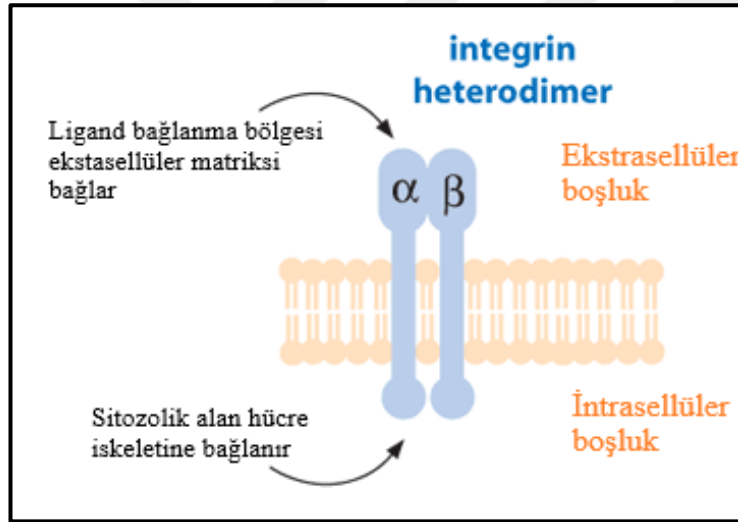 integrin
heterodimer
Ligand bağlanma bölgesi
ekstasellüler matriksi
bağlar
Ekstrasellüler
boşluk
α β
Sitozolik alan hücre
iskeletine bağlanır
İntrasellüler
boşluk